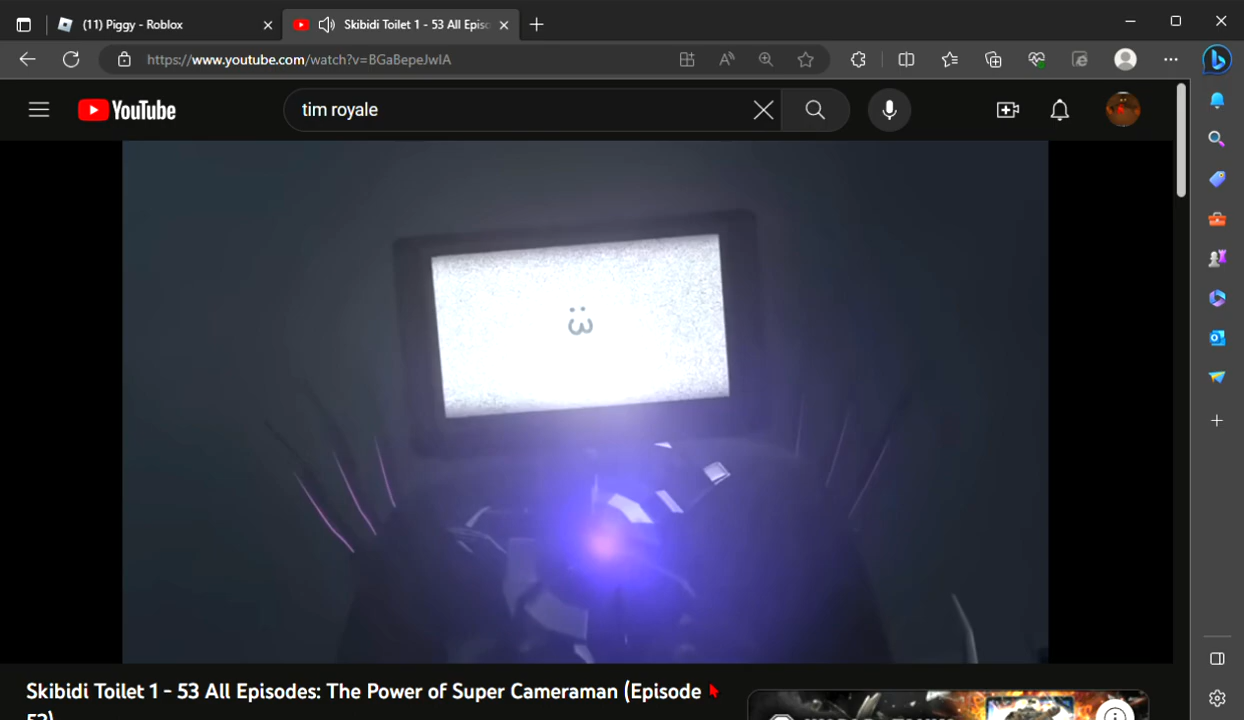 (11) Piggy - Roblox
Skibidi Toilet 1 - 53 All Episo
https://www.youtube.com/watch?v=BGaBepeJwIA
YouTube
tim royale
Skibidi Toilet 1 - 53 All Episodes: The Power of Super Cameraman (Episode